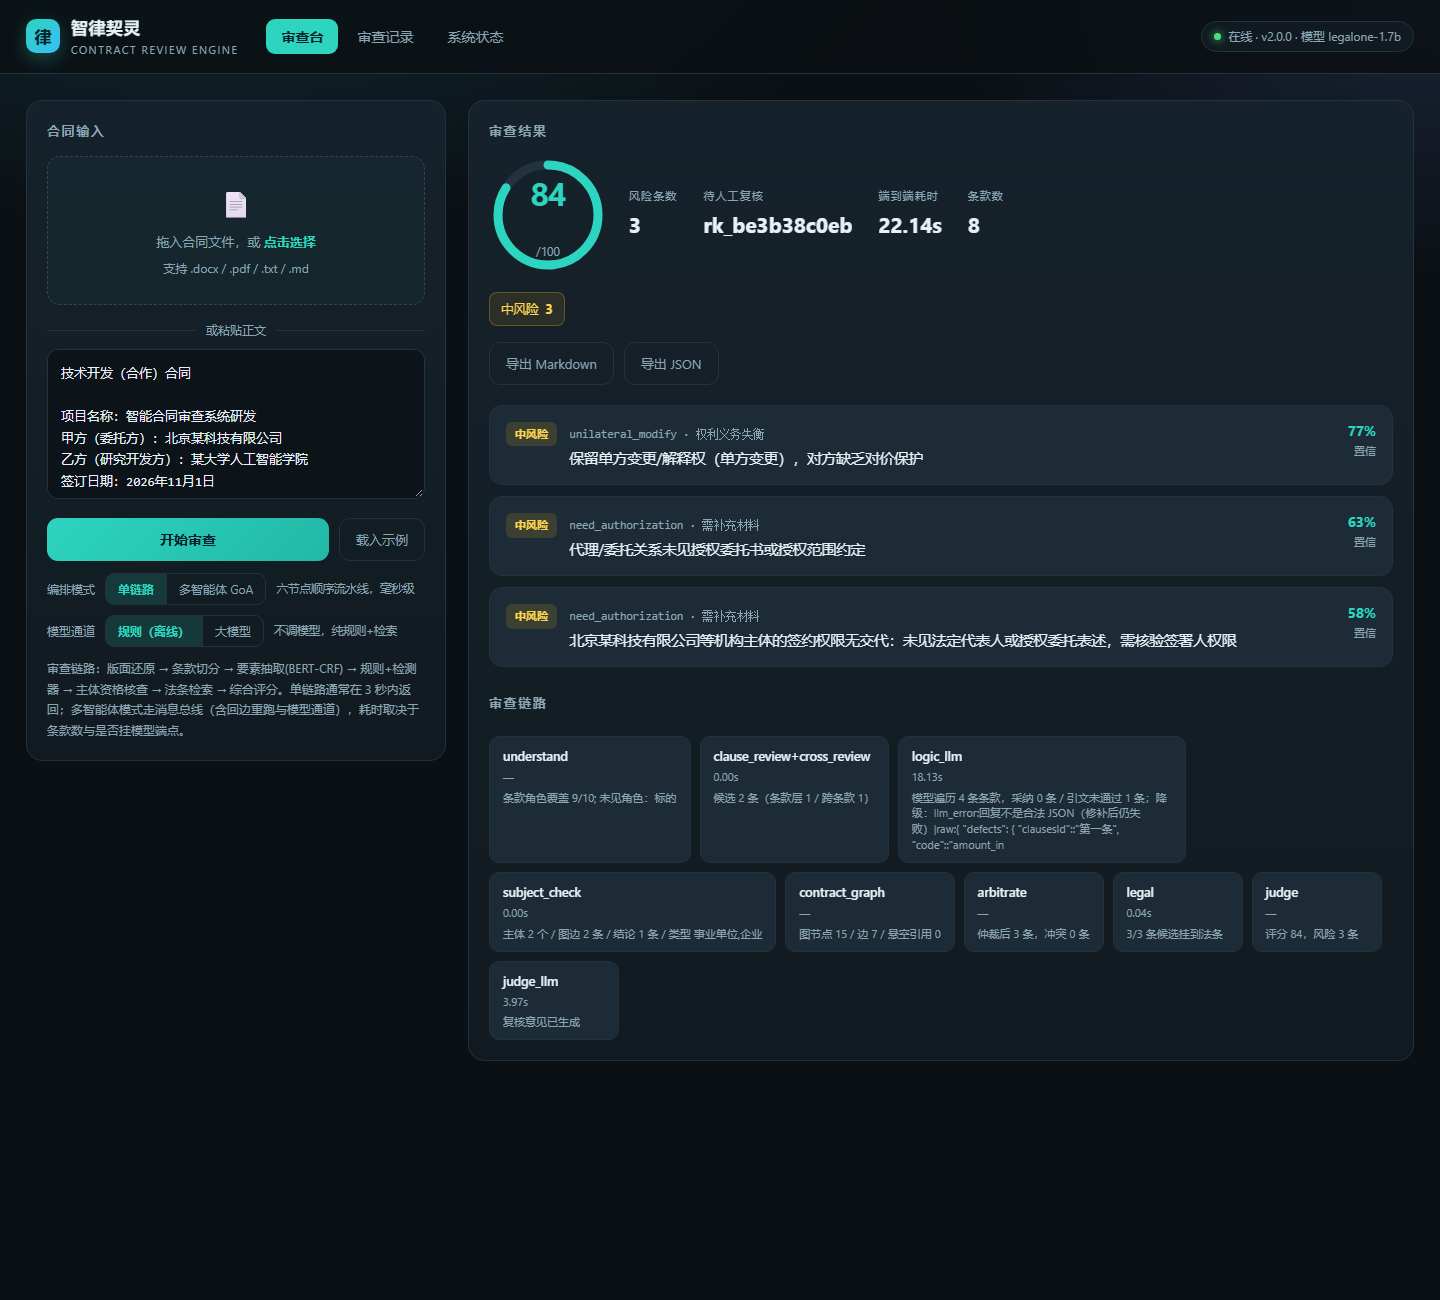 律
智律契灵
CONTRACT REVIEW ENGINE
审查台
审查记录
系统状态
在线 · v2.0.0 · 模型 legalone-1.7b
合同输入
拖入合同文件，或 点击选择
支持 .docx / .pdf / .txt / .md
或粘贴正文
技术开发（合作）合同
项目名称：智能合同审查系统研发
甲方（委托方）：北京某科技有限公司
乙方（研究开发方）：某大学人工智能学院
签订日期：2026年11月1日
开始审查
载入示例
编排模式
单链路
多智能体 GoA
六节点顺序流水线，毫秒级
模型通道
规则（离线）
大模型
不调模型，纯规则+检索
审查链路：版面还原 → 条款切分 → 要素抽取(BERT-CRF) → 规则+检测
器 → 主体资格核查 → 法条检索 → 综合评分。单链路通常在 3 秒内返
回；多智能体模式走消息总线（含回边重跑与模型通道），耗时取决于
条款数与是否挂模型端点。
审查结果
84
/100
风险条数
3
待人工复核
rk_be3b38c0eb
端到端耗时
22.14s
条款数
8
中风险 3
导出 Markdown
导出 JSON
中风险
unilateral_modify · 权利义务失衡
保留单方变更/解释权（单方变更），对方缺乏对价保护
77%
置信
中风险
need_authorization · 需补充材料
代理/委托关系未见授权委托书或授权范围约定
63%
置信
中风险
need_authorization · 需补充材料
北京某科技有限公司等机构主体的签约权限无交代：未见法定代表人或授权委托表述，需核验签署人权限
58%
置信
审查链路
understand
—
条款角色覆盖 9/10; 未见角色：标的
clause_review+cross_review
0.00s
候选 2 条（条款层 1 / 跨条款 1）
logic_llm
18.13s
模型遍历 4 条条款，采纳 0 条 / 引文未通过 1 条；降
级：llm_error:回复不是合法 JSON（修补后仍失
败）|raw:{ "defects": { "clausesId"::"第一条",
"code"::"amount_in
subject_check
0.00s
主体 2 个 / 图边 2 条 / 结论 1 条 / 类型 事业单位,企业
contract_graph
—
图节点 15 / 边 7 / 悬空引用 0
arbitrate
—
仲裁后 3 条，冲突 0 条
legal
0.04s
3/3 条候选挂到法条
judge
—
评分 84，风险 3 条
judge_llm
3.97s
复核意见已生成